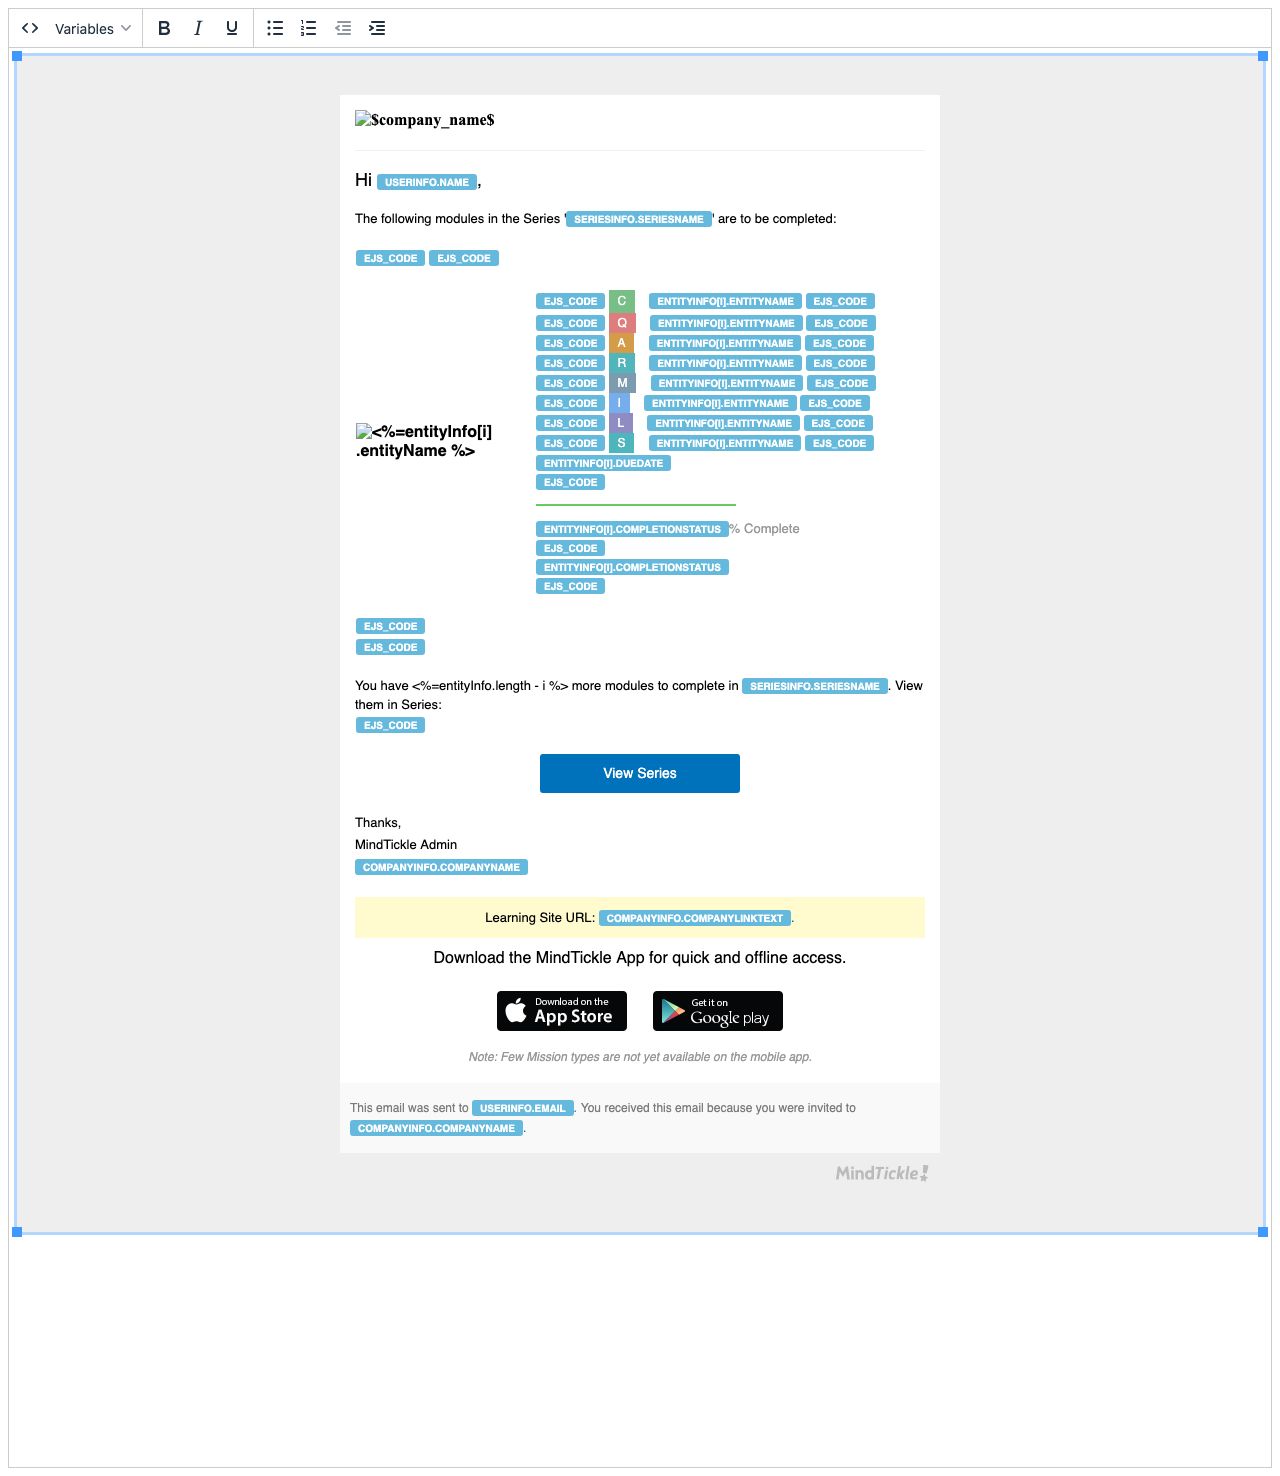 Variables B I U
$company_name$
Hi USERINFO.NAME,
The following modules in the Series 'SERIESINFO.SERIESNAME' are to be completed:
EJS_CODE EJS_CODE
EJS_CODE C ENTITYINFO[I].ENTITYNAME EJS_CODE
EJS_CODE Q ENTITYINFO[I].ENTITYNAME EJS_CODE
EJS_CODE A ENTITYINFO[I].ENTITYNAME EJS_CODE
EJS_CODE R ENTITYINFO[I].ENTITYNAME EJS_CODE
EJS_CODE M ENTITYINFO[I].ENTITYNAME EJS_CODE
EJS_CODE I ENTITYINFO[I].ENTITYNAME EJS_CODE
EJS_CODE L ENTITYINFO[I].ENTITYNAME EJS_CODE
EJS_CODE S ENTITYINFO[I].ENTITYNAME EJS_CODE
<%=entityInfo[i]
.entityName %>
ENTITYINFO[I].DUEDATE
EJS_CODE
ENTITYINFO[I].COMPLETIONSTATUS% Complete
EJS_CODE
ENTITYINFO[I].COMPLETIONSTATUS
EJS_CODE
EJS_CODE
EJS_CODE
You have <%=entityInfo.length - i %> more modules to complete in SERIESINFO.SERIESNAME. View
them in Series:
EJS_CODE
View Series
Thanks,
MindTickle Admin
COMPANYINFO.COMPANYNAME
Learning Site URL: COMPANYINFO.COMPANYLINKTEXT.
Download the MindTickle App for quick and offline access.
Download on the
App Store
Get it on
Google play
Note: Few Mission types are not yet available on the mobile app.
This email was sent to USERINFO.EMAIL. You received this email because you were invited to
COMPANYINFO.COMPANYNAME.
MindTickle!